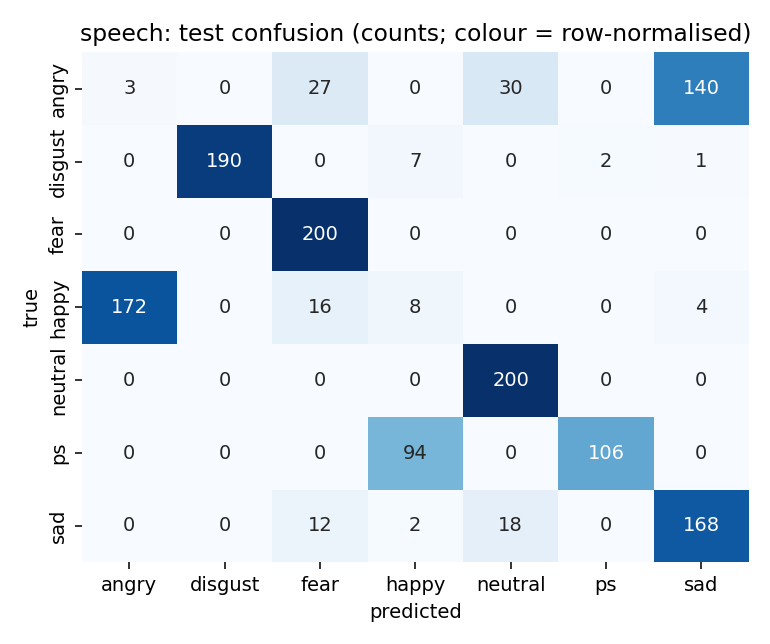 speech: test confusion (counts; colour = row-normalised)
angry 3 0 27 0 30 0 140
disgust 0 190 0 7 0 2 1
fear 0 0 200 0 0 0 0
happy 172 0 16 8 0 0 4
neutral 0 0 0 0 200 0 0
ps 0 0 0 94 0 106 0
sad 0 0 12 2 18 0 168
true
angry disgust fear happy neutral ps sad
predicted